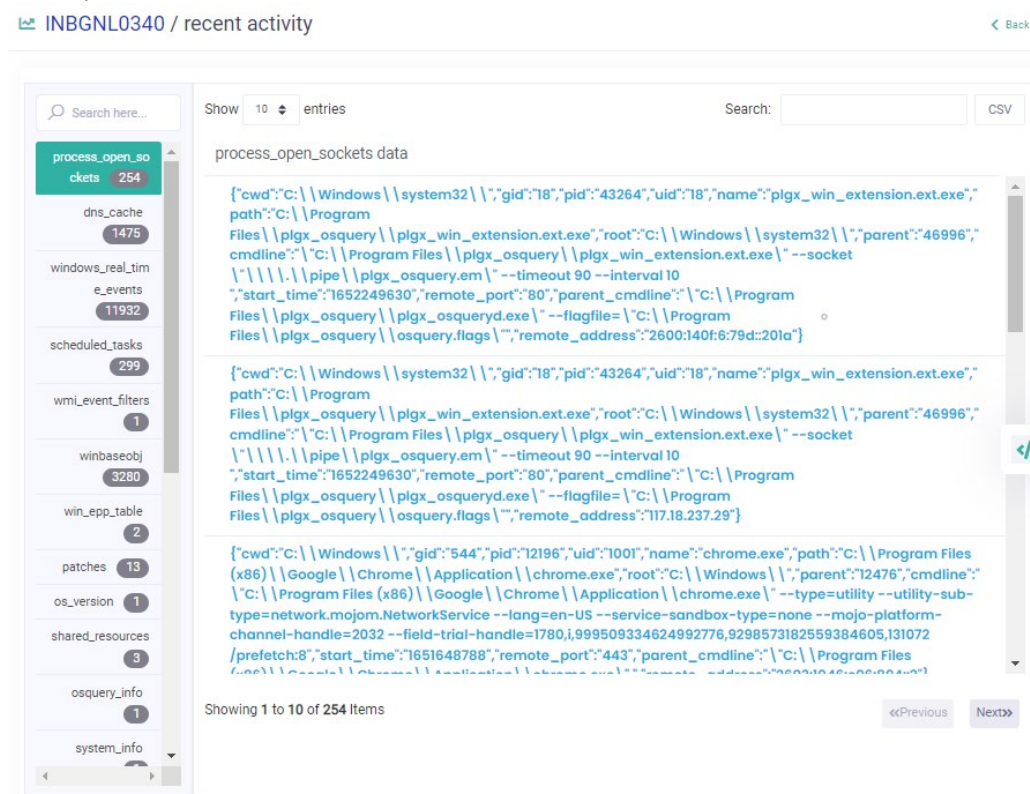 INBGNL0340 / recent activity
Back
Search here...
process_open_so
ckets 254
dns_cache
1475
windows_real_tim
e_events
11932
scheduled_tasks
299
wmi_event_filters
1
winbaseobj
3280
win_epp_table
2
patches 13
os_version 1
shared_resources
3
osquery_info
1
system_info
Show 10 entries
Search:
CSV
process_open_sockets data
{"cwd":"C:\\Windows\\system32\\","gid":"18","pid":"43264","uid":"18","name":"plgx_win_extension.ext.exe","
path":"C:\\Program
Files\\plgx_osquery\\plgx_win_extension.ext.exe","root":"C:\\Windows\\system32\\","parent":"46996","
cmdline":"\"C:\\Program Files\\plgx_osquery\\plgx_win_extension.ext.exe\" --socket
\"\\\\.\\pipe\\plgx_osquery.em\" --timeout 90 --interval 10
","start_time":"1652249630","remote_port":"80","parent_cmdline":"\"C:\\Program
Files\\plgx_osquery\\plgx_osqueryd.exe\" --flagfile=\"C:\\Program
Files\\plgx_osquery\\osquery.flags\"","remote_address":"2600:140f:6:79d::201a"}
{"cwd":"C:\\Windows\\system32\\","gid":"18","pid":"43264","uid":"18","name":"plgx_win_extension.ext.exe","
path":"C:\\Program
Files\\plgx_osquery\\plgx_win_extension.ext.exe","root":"C:\\Windows\\system32\\","parent":"46996","
cmdline":"\"C:\\Program Files\\plgx_osquery\\plgx_win_extension.ext.exe\" --socket
\"\\\\.\\pipe\\plgx_osquery.em\" --timeout 90 --interval 10
","start_time":"1652249630","remote_port":"80","parent_cmdline":"\"C:\\Program
Files\\plgx_osquery\\plgx_osqueryd.exe\" --flagfile=\"C:\\Program
Files\\plgx_osquery\\osquery.flags\"","remote_address":"117.18.237.29"}
{"cwd":"C:\\Windows\\","gid":"544","pid":"12196","uid":"1001","name":"chrome.exe","path":"C:\\Program Files
(x86)\\Google\\Chrome\\Application\\chrome.exe","root":"C:\\Windows\\","parent":"12476","cmdline":"
\"C:\\Program Files (x86)\\Google\\Chrome\\Application\\chrome.exe\" --type=utility --utility-sub-
type=network.mojom.NetworkService --lang=en-US --service-sandbox-type=none --mojo-platform-
channel-handle=2032 --field-trial-handle=1780,i,999509334624992776,9298573182559384605,131072
/prefetch:8","start_time":"1651648788","remote_port":"443","parent_cmdline":"\"C:\\Program Files
Showing 1 to 10 of 254 Items
«Previous
Next»